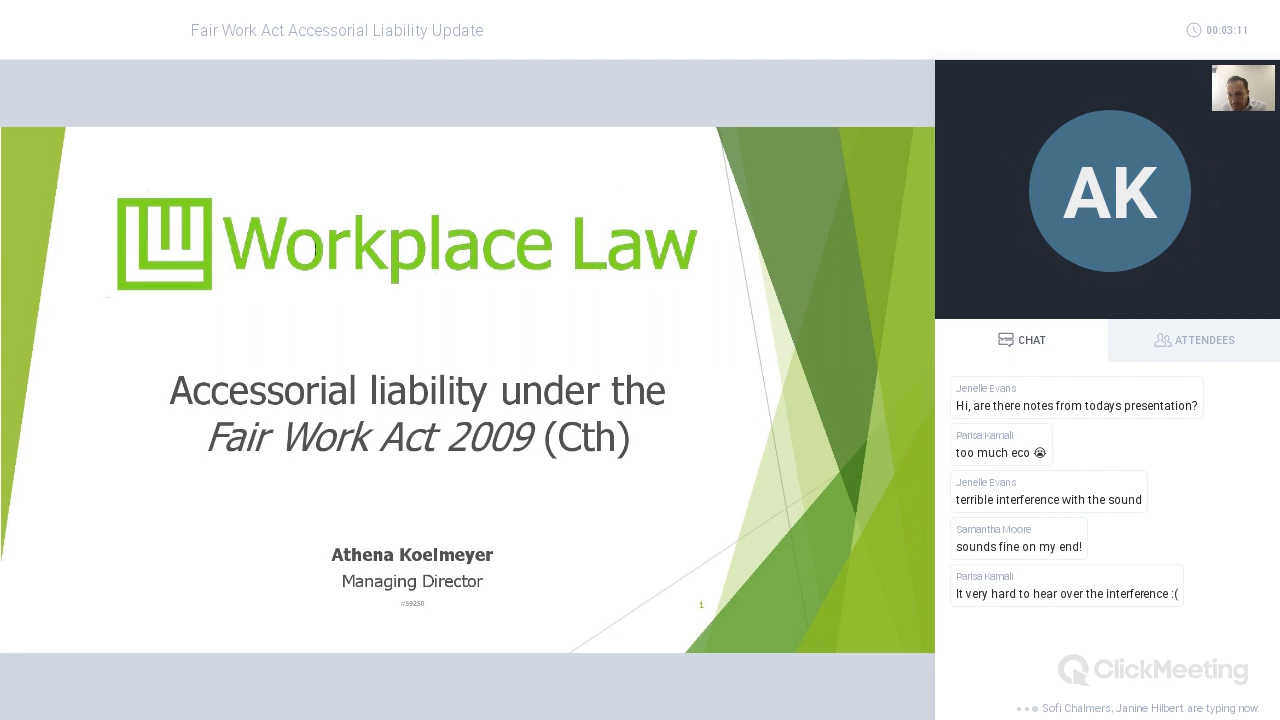 Fair Work Act Accessorial Liability Update
00:03:11
Workplace Law
Accessorial liability under the
Fair Work Act 2009 (Cth)
Athena Koelmeyer
Managing Director
#59250
1
AK
CHAT
ATTENDEES
Jenelle Evans
Hi, are there notes from todays presentation?
Parisa Kamali
too much eco 😭
Jenelle Evans
terrible interference with the sound
Samantha Moore
sounds fine on my end!
Parisa Kamali
It very hard to hear over the interference :(
ClickMeeting
Sofi Chalmers, Janine Hilbert are typing now.